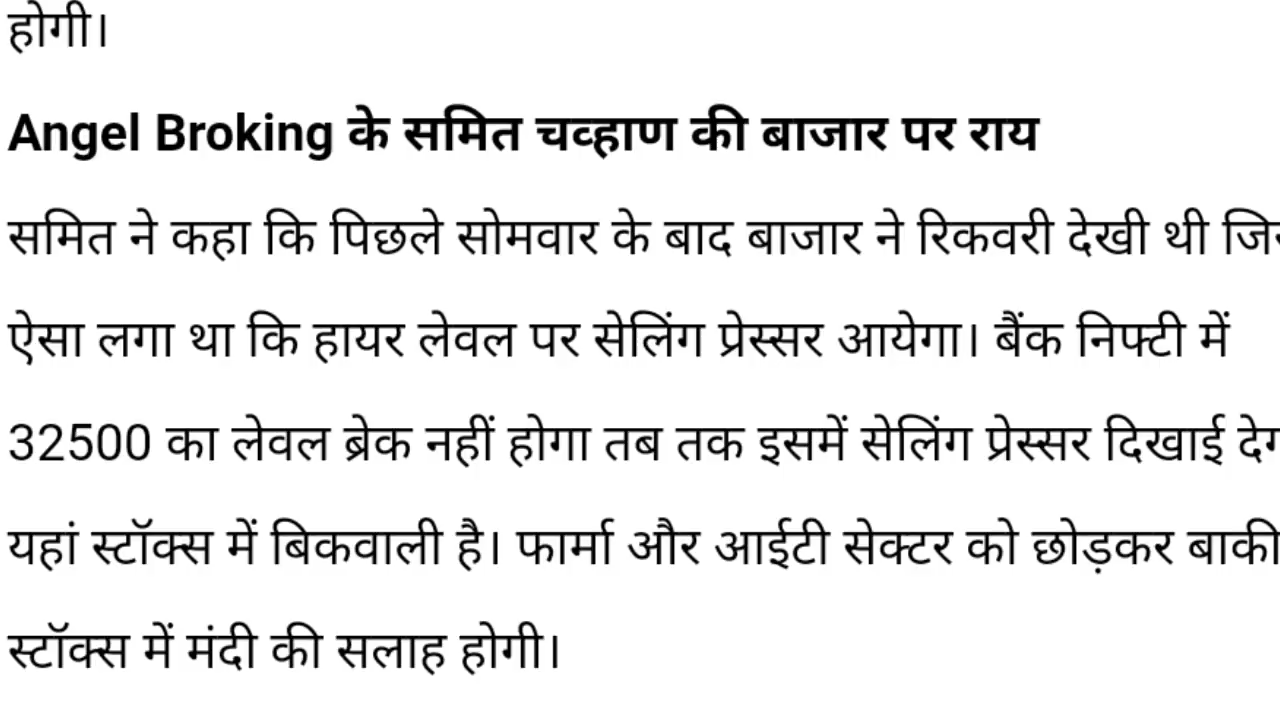 होगी।
Angel Broking के समित चव्हाण की बाजार पर राय
समित ने कहा कि पिछले सोमवार के बाद बाजार ने रिकवरी देखी थी
ऐसा लगा था कि हायर लेवल पर सेलिंग प्रेस्सर आयेगा। बैंक निफ्टी में
32500 का लेवल ब्रेक नहीं होगा तब तक इसमें सेलिंग प्रेस्सर दिखाई
यहां स्टॉक्स में बिकवाली है। फार्मा और आईटी सेक्टर को छोड़कर बाकी
स्टॉक्स में मंदी की सलाह होगी।